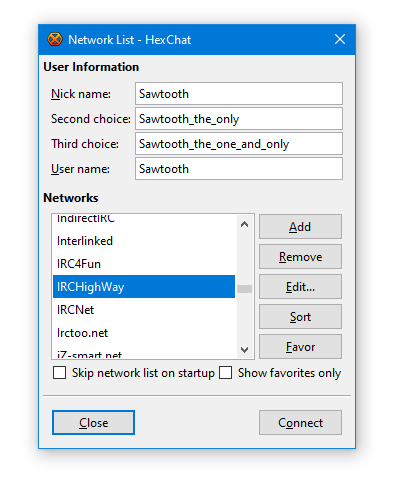 Network List - HexChat
User Information
Nick name: Sawtooth
Second choice: Sawtooth_the_only
Third choice: Sawtooth_the_one_and_only
User name: Sawtooth
Networks
IndirectIRC
Interlinked
IRC4Fun
IRCHighWay
IRCNet
Irctoo.net
iZ-smart.net
Add
Remove
Edit...
Sort
Favor
Skip network list on startup
Show favorites only
Close
Connect